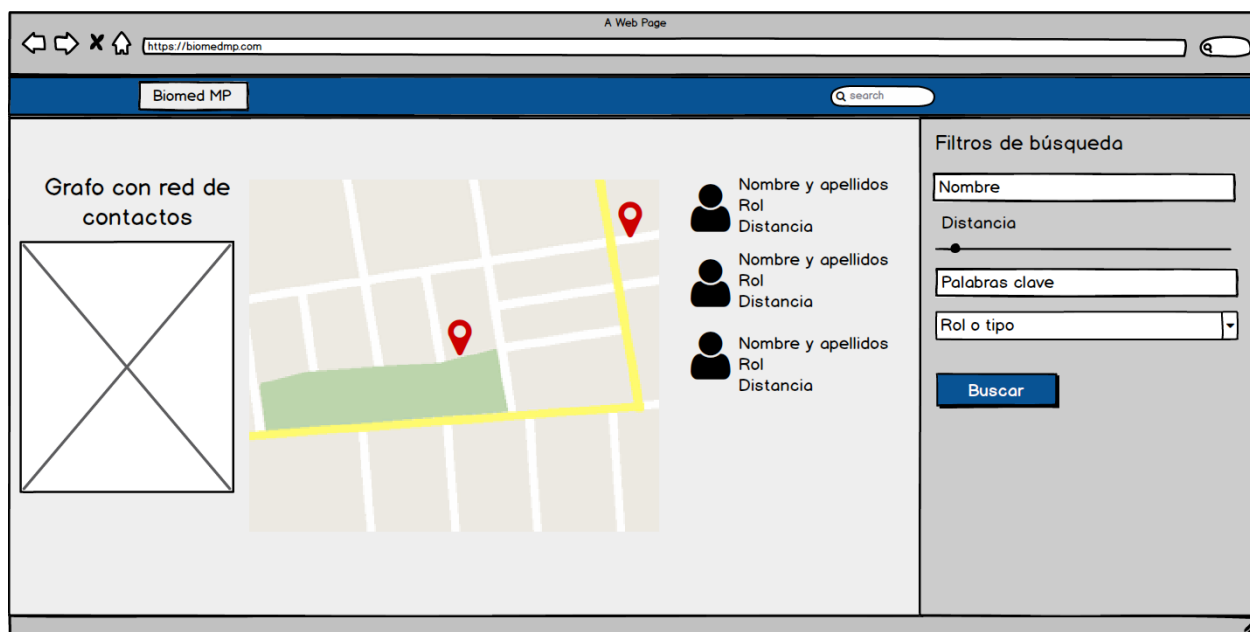 A Web Page
https://biomedmp.com
Biomed MP
search
Grafo con red de
contactos
Nombre y apellidos
Rol
Distancia
Nombre y apellidos
Rol
Distancia
Nombre y apellidos
Rol
Distancia
Filtros de búsqueda
Nombre
Distancia
Palabras clave
Rol o tipo
Buscar